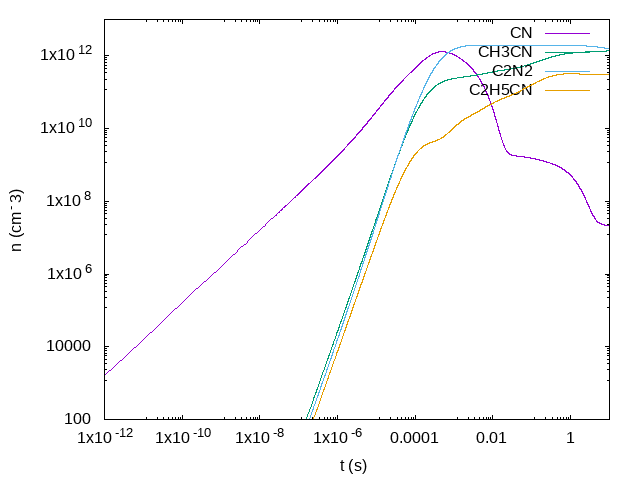 CN
CH3CN
C2N2
C2H5CN
1x10^12
1x10^10
1x10^8
1x10^6
10000
100
n (cm^-3)
1x10^-12
1x10^-10
1x10^-8
1x10^-6
0.0001
0.01
1
t (s)